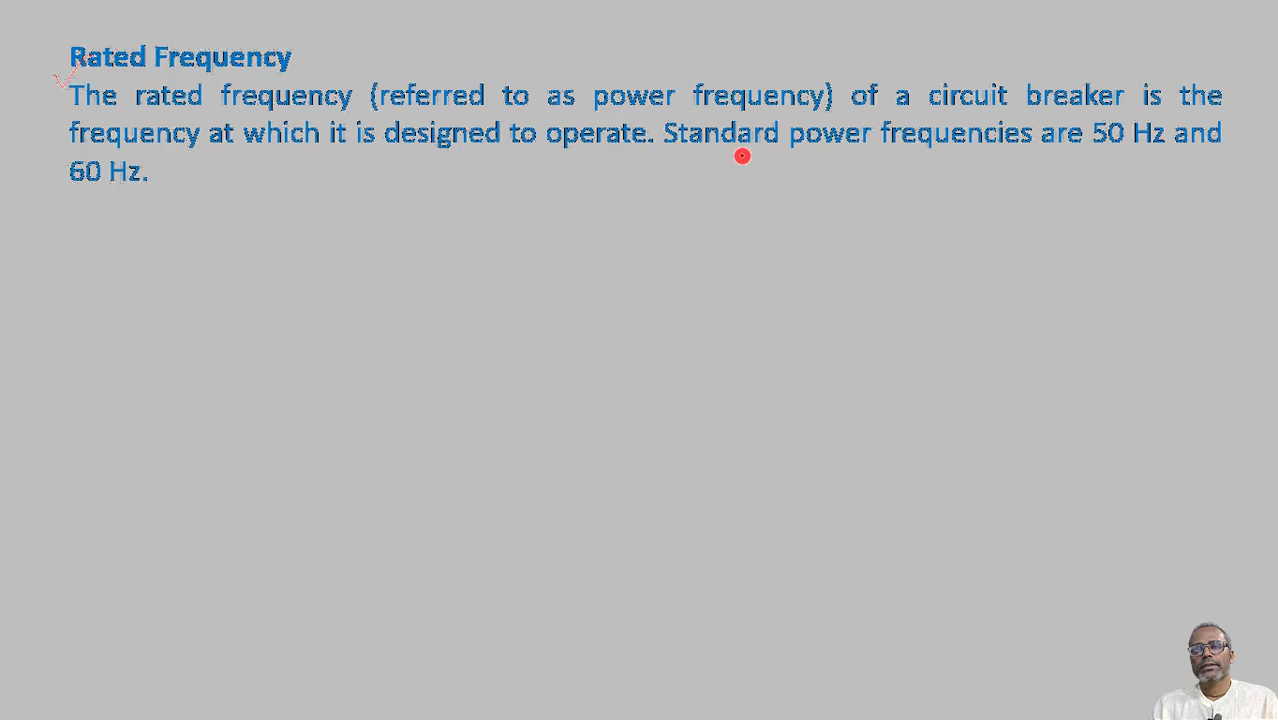 Rated Frequency
The rated frequency (referred to as power frequency) of a circuit breaker is the
frequency at which it is designed to operate. Standard power frequencies are 50 Hz and
60 Hz.